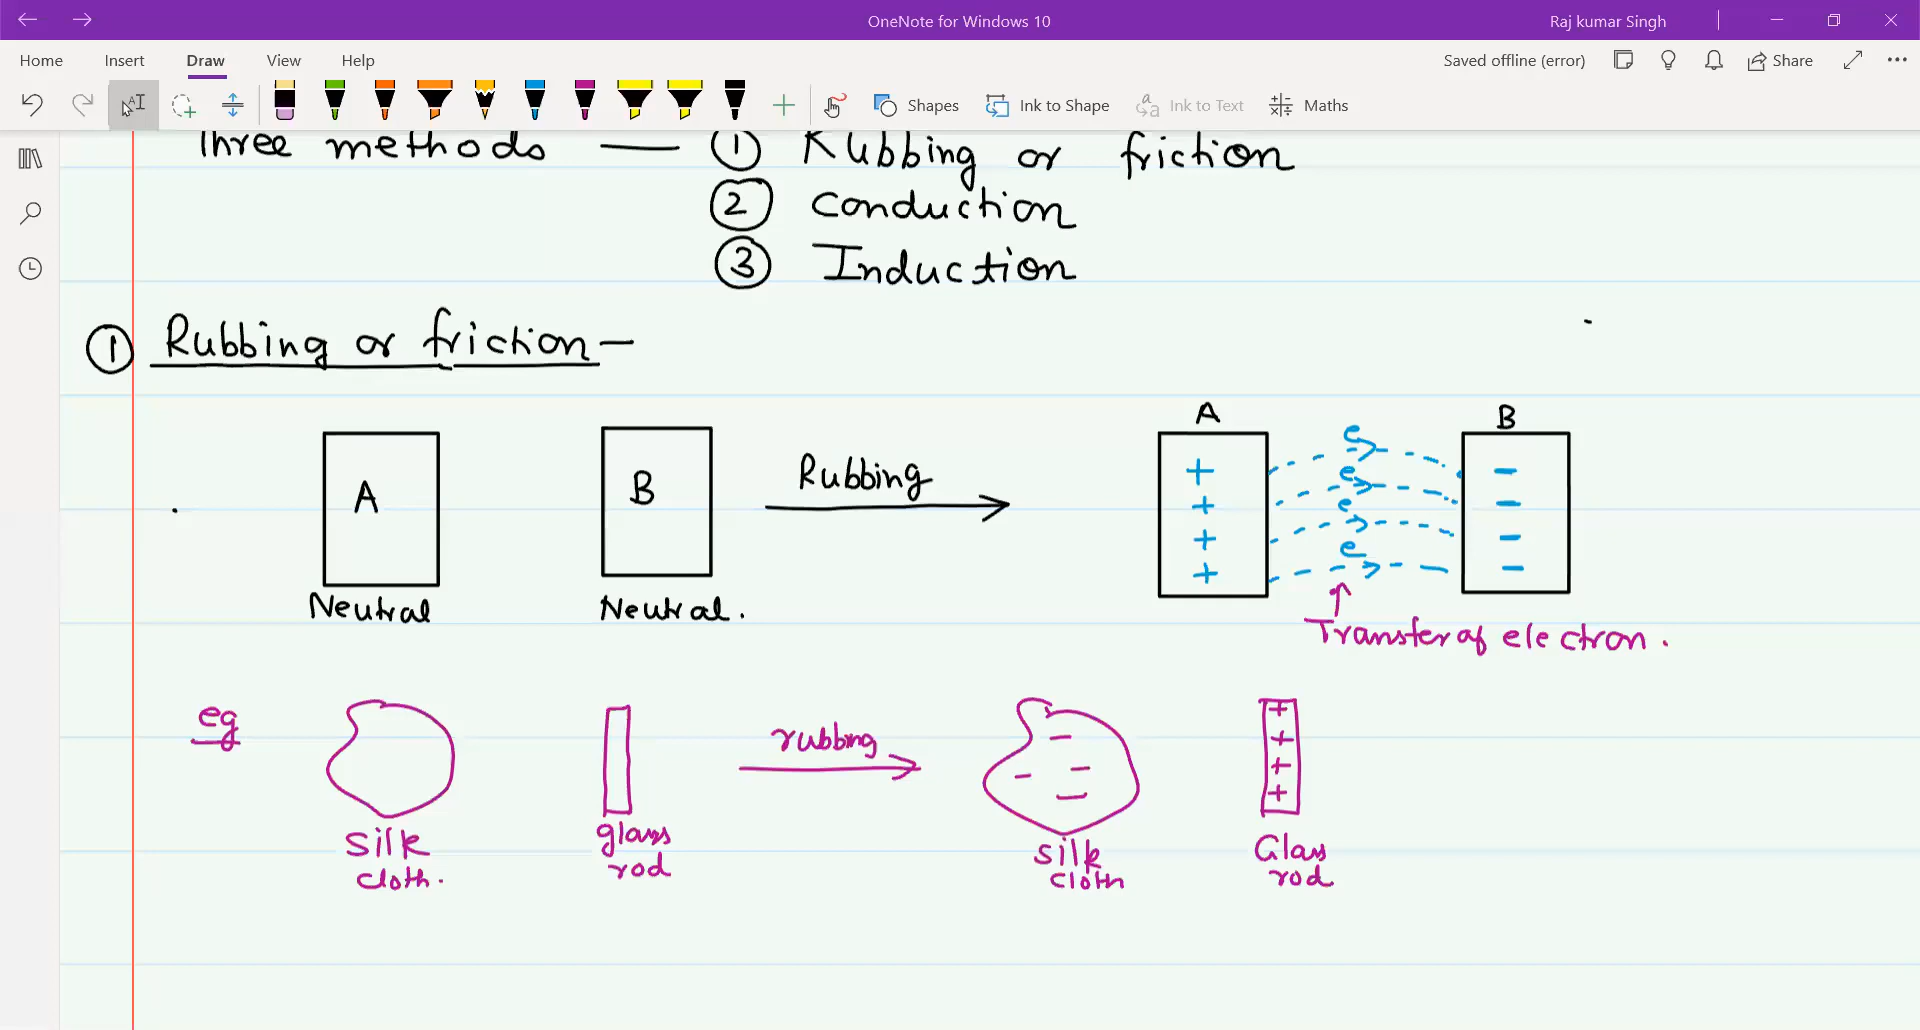 OneNote for Windows 10
Raj kumar Singh
Home Insert Draw View Help
Saved offline (error)
Share
Shapes
Ink to Shape
Ink to Text
Maths
Three methods — ① Rubbing or friction
② Conduction
③ Induction
① Rubbing or friction —
A
B
Rubbing
A
B
+ e −
+ e −
+ e −
+ e −
Neutral
Neutral.
Transfer of electron.
eg
rubbing
− − − −
+ + + +
Silk
cloth.
glass
rod
Silk
cloth
Glass
rod